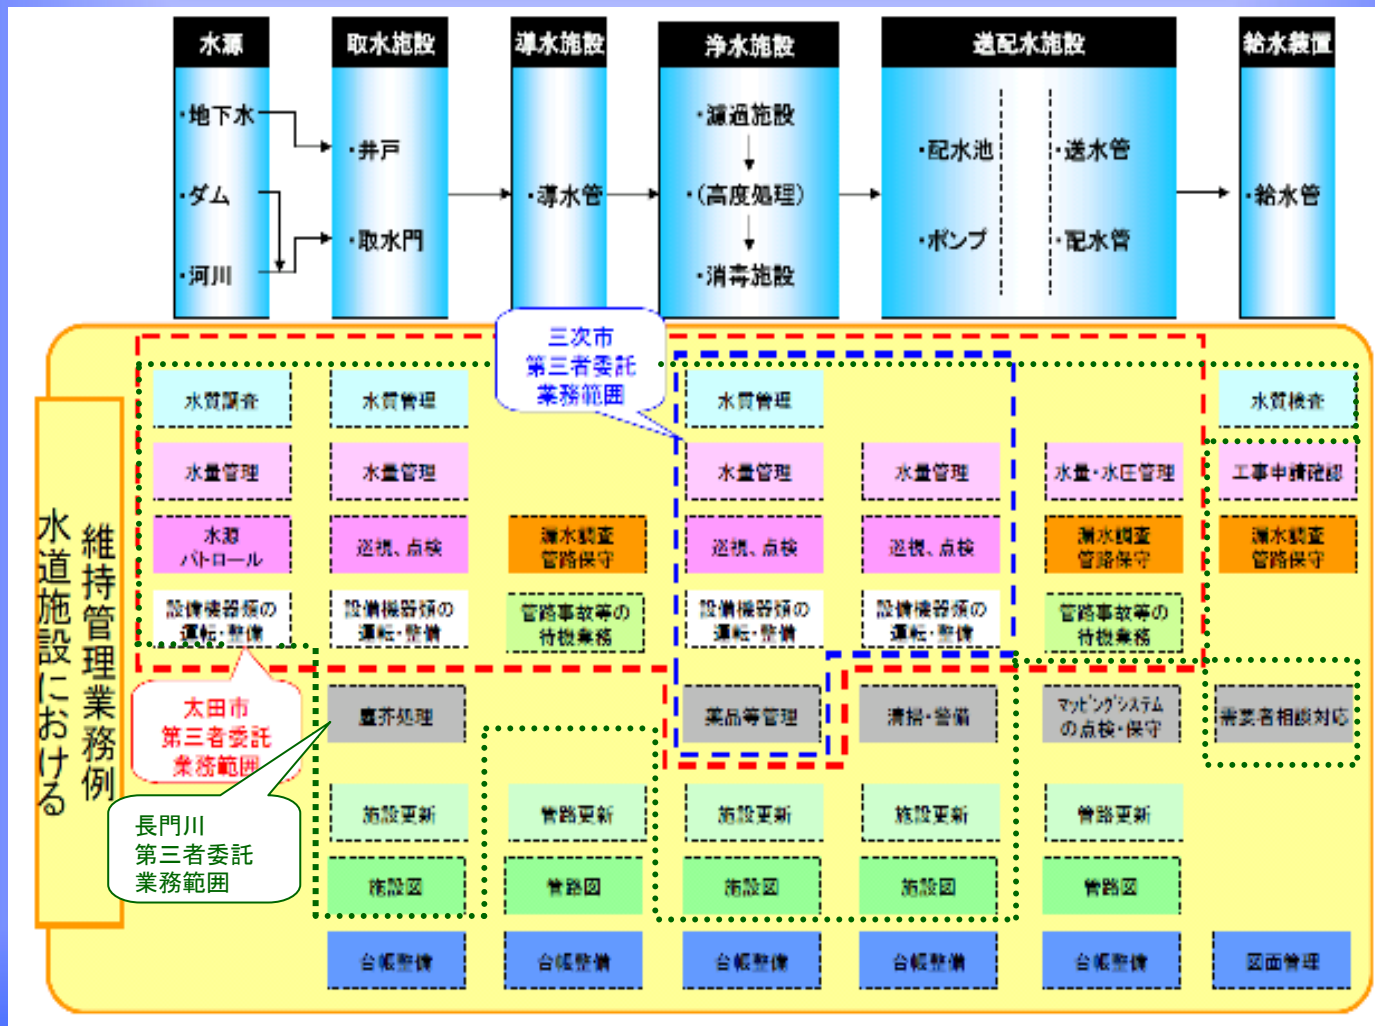 水源
取水施設
導水施設
浄水施設
送配水施設
給水装置
・地下水
・ダム
・河川
・井戸
・取水門
・導水管
・濾過施設
・(高度処理)
・消毒施設
・配水池
・ポンプ
・送水管
・配水管
・給水管
三次市
第三者委託
業務範囲
水道施設における
維持管理業務例
水質調査
水質管理
水質管理
水質検査
水量管理
水量管理
水量管理
水量管理
水量・水圧管理
工事申請確認
水源
パトロール
巡視、点検
漏水調査
管路保守
巡視、点検
巡視、点検
漏水調査
管路保守
漏水調査
管路保守
設備機器類の
運転・整備
設備機器類の
運転・整備
管路事故等の
待機業務
設備機器類の
運転・整備
設備機器類の
運転・整備
管路事故等の
待機業務
太田市
第三者委託
業務範囲
塵芥処理
薬品等管理
清掃・警備
マッピングシステム
の点検・保守
需要者相談対応
長門川
第三者委託
業務範囲
施設更新
管路更新
施設更新
施設更新
管路更新
施設図
管路図
施設図
施設図
管路図
台帳整備
台帳整備
台帳整備
台帳整備
台帳整備
図面管理